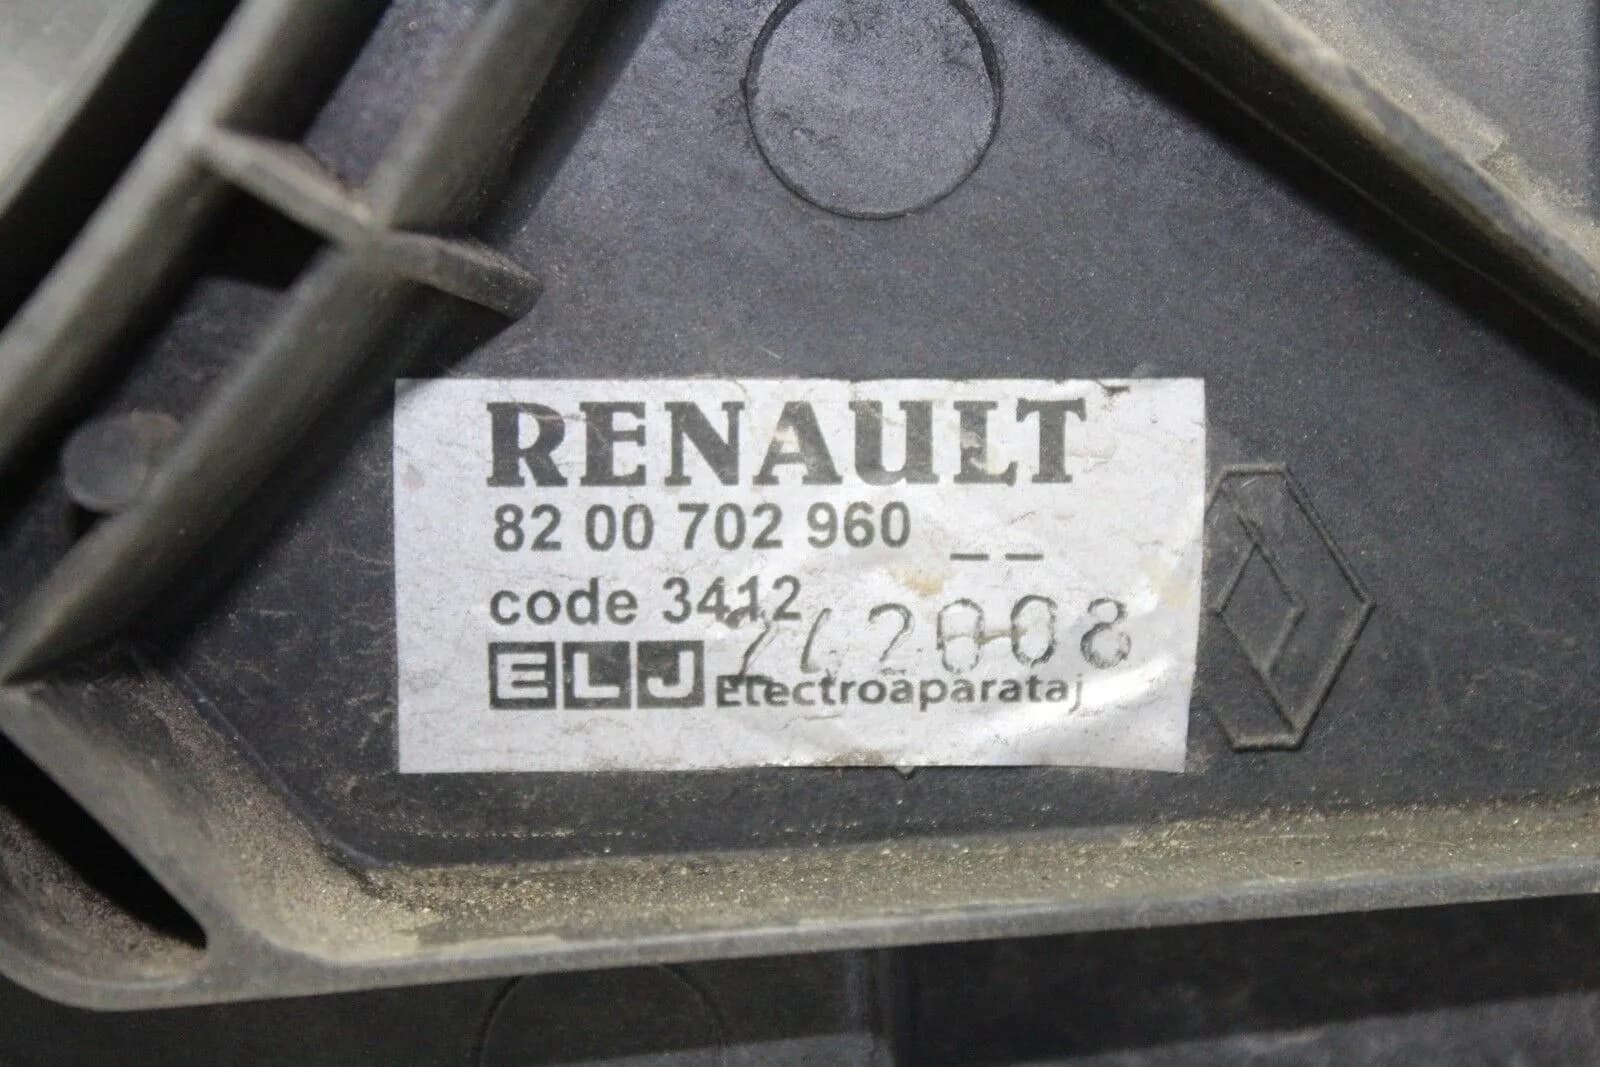 RENAULT
82 00 702 960 _ _
code 3412
ELJ Electroaparataj